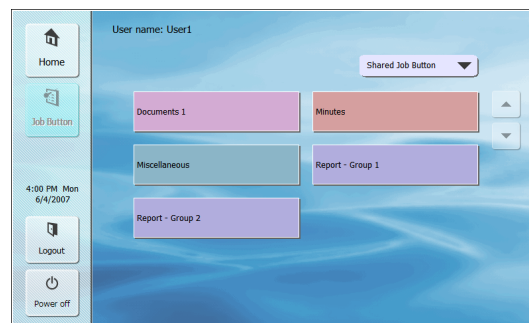 User name: User1
Home
Shared Job Button
Job Button
Documents 1
Minutes
Miscellaneous
Report - Group 1
4:00 PM Mon
6/4/2007
Report - Group 2
Logout
Power off